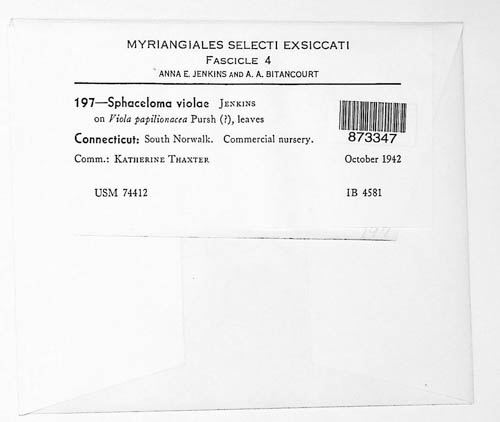 MYRIANGIALES SELECTI EXSICCATI
FASCICLE 4
ANNA E. JENKINS AND A. A. BITANCOURT
197—Sphaceloma violae JENKINS
on Viola papilionacea Pursh (?), leaves
873347
Connecticut: South Norwalk. Commercial nursery.
Comm.: KATHERINE THAXTER October 1942
USM 74412 IB 4581
197